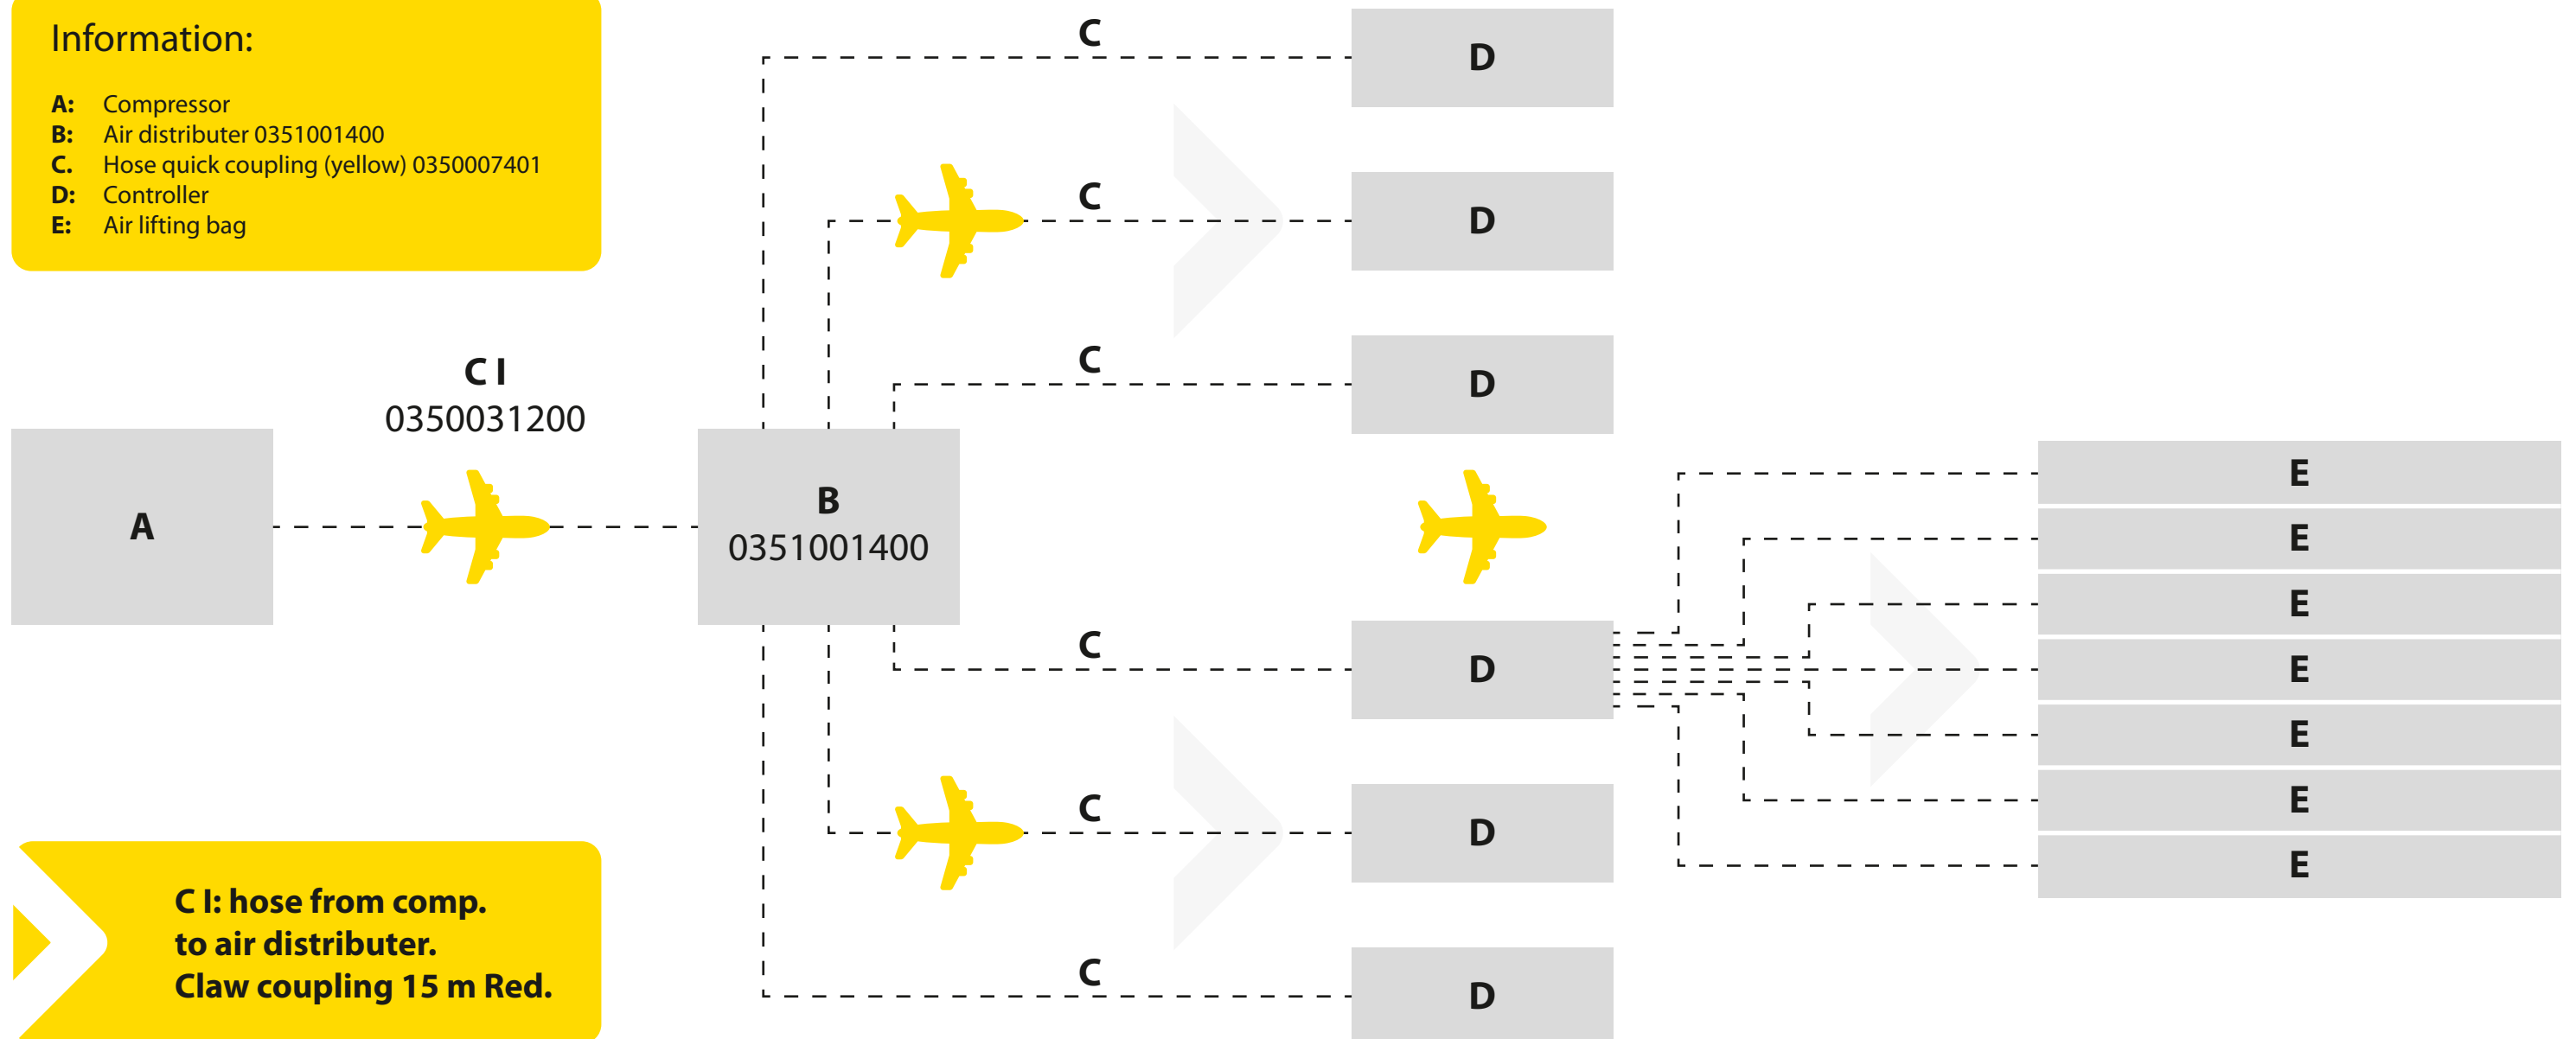 Information:
A: Compressor
B: Air distributer 0351001400
C. Hose quick coupling (yellow) 0350007401
D: Controller
E: Air lifting bag
C
D
C
D
C
D
C I
0350031200
A
B
0351001400
C
D
C
D
C
D
E
E
E
E
E
E
E
C I: hose from comp.
to air distributer.
Claw coupling 15 m Red.